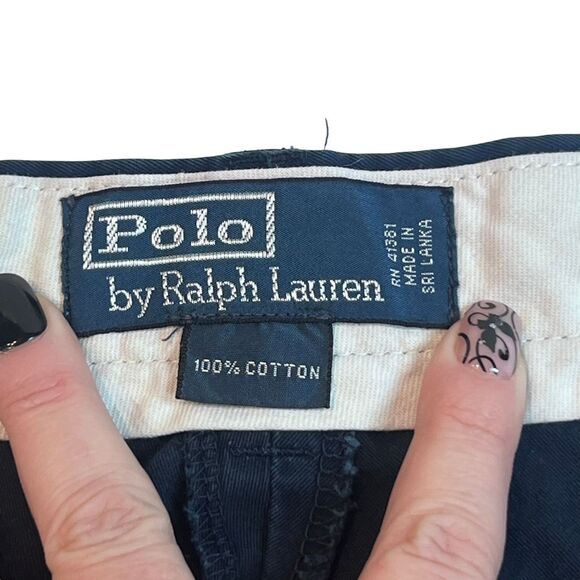 Polo
by Ralph Lauren
RN 41381
MADE IN
SRI LANKA
100% COTTON